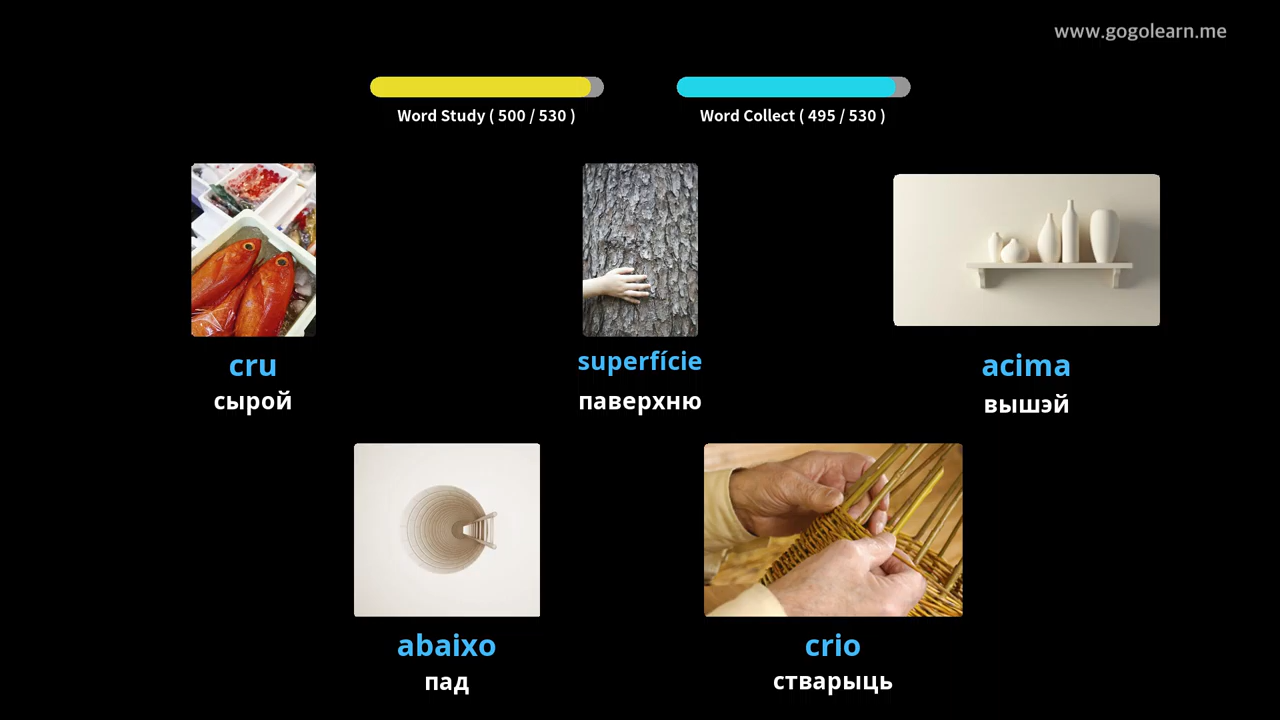 www.gogolearn.me
Word Study ( 500 / 530 )
Word Collect ( 495 / 530 )
cru
сырой
superfície
паверхню
acima
вышэй
abaixo
пад
crio
стварыць